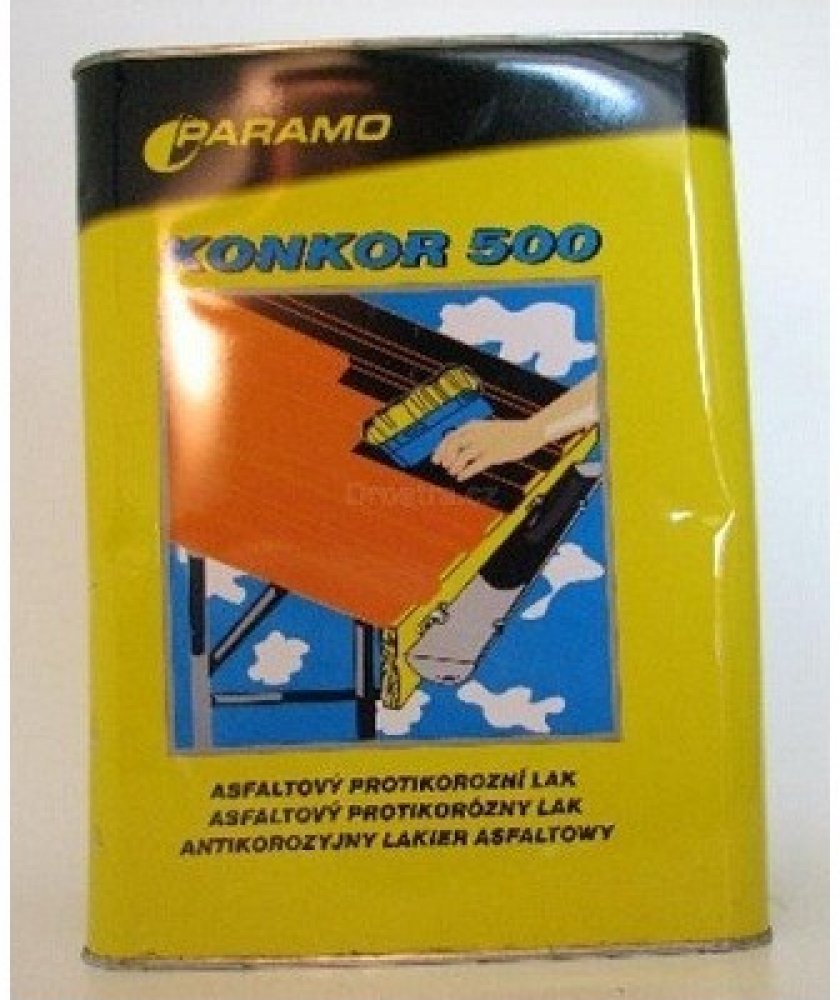 PARAMO
KONKOR 500
ASFALTOVÝ PROTIKOROZNÍ LAK
ASFALTOVÝ PROTIKORÓZNY LAK
ANTIKOROZYJNY LAKIER ASFALTOWY